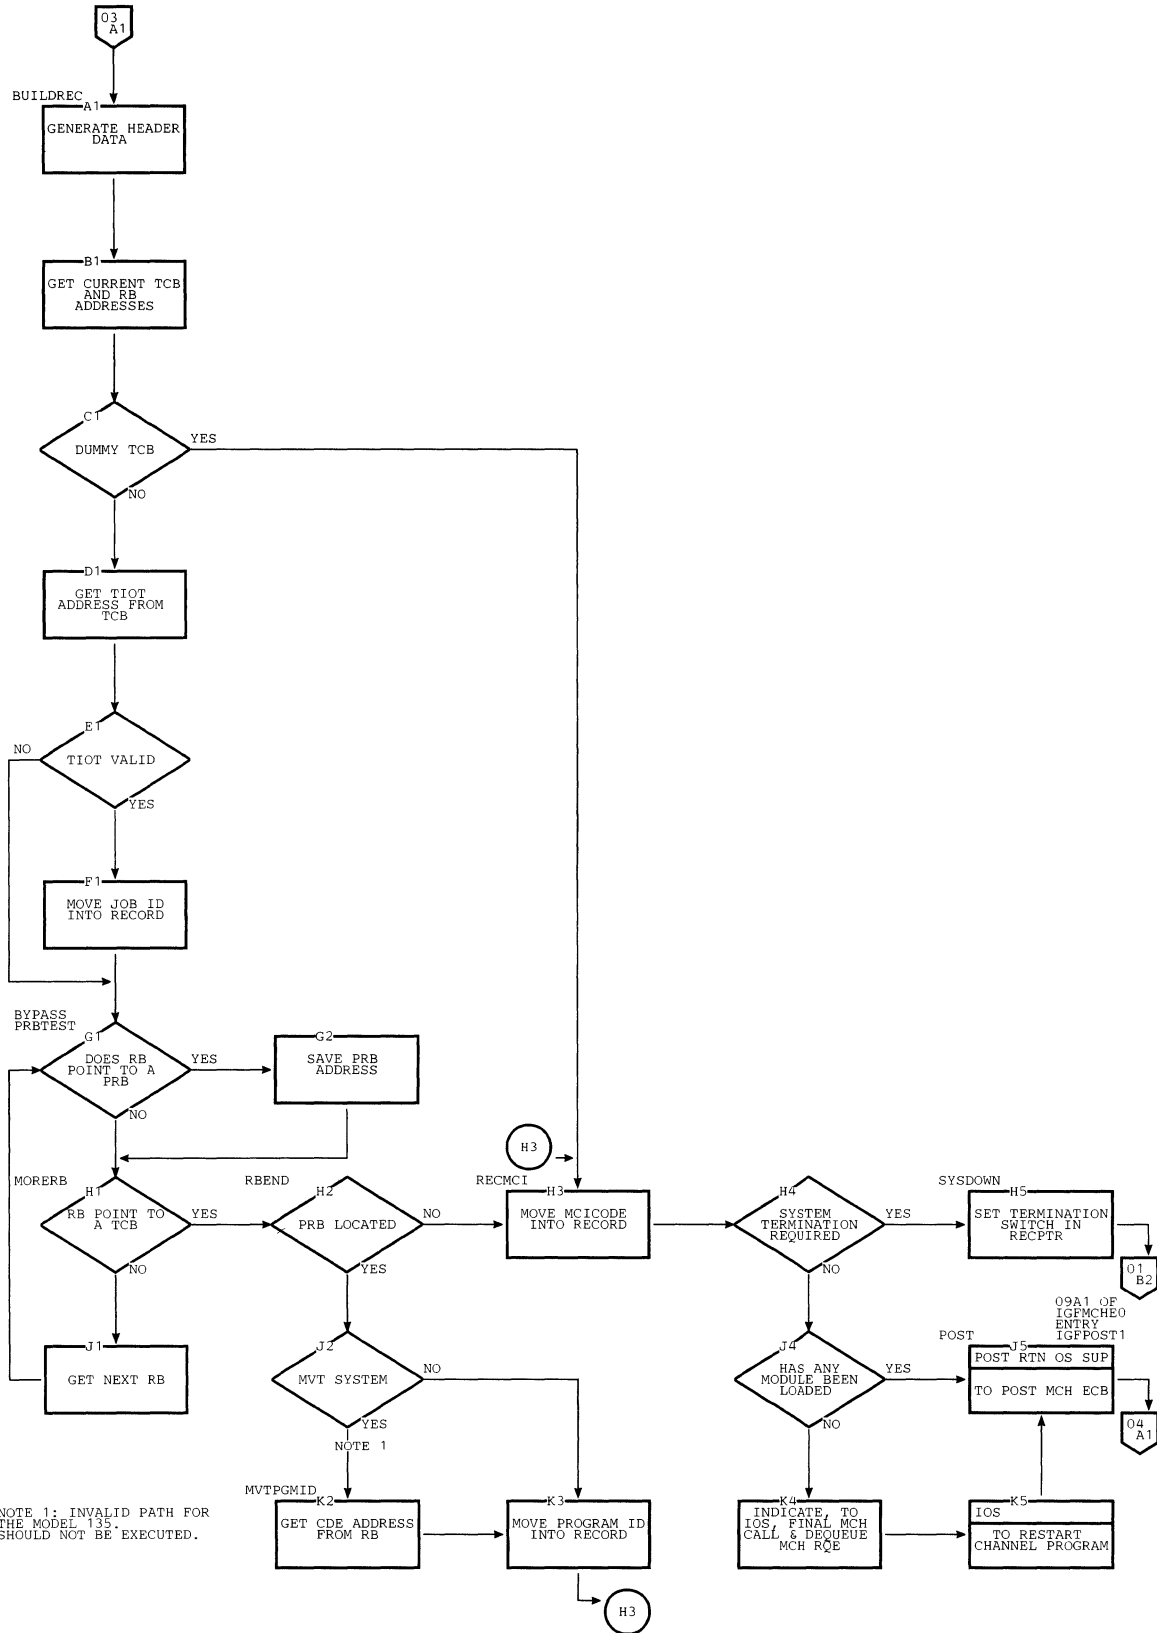 03
A1
BUILDREC
A1
GENERATE HEADER
DATA
B1
GET CURRENT TCB
AND RB
ADDRESSES
C1
DUMMY TCB
YES
NO
D1
GET TIOT
ADDRESS FROM
TCB
E1
TIOT VALID
NO
YES
F1
MOVE JOB ID
INTO RECORD
BYPASS
PRBTEST
G1
DOES RB
POINT TO A
PRB
YES
NO
G2
SAVE PRB
ADDRESS
H3
MORERB
H1
RB POINT TO
A TCB
YES
NO
RBEND
H2
PRB LOCATED
NO
YES
RECMCI
H3
MOVE MCICODE
INTO RECORD
H4
SYSTEM
TERMINATION
REQUIRED
YES
NO
SYSDOWN
H5
SET TERMINATION
SWITCH IN
RECPTR
01
B2
J1
GET NEXT RB
J2
MVT SYSTEM
NO
YES
NOTE 1
J4
HAS ANY
MODULE BEEN
LOADED
YES
NO
09A1 OF
IGFMCHE0
ENTRY
IGFPOST1
POST
J5
POST RTN OS SUP
TO POST MCH ECB
04
A1
MVTPGMID
K2
GET CDE ADDRESS
FROM RB
K3
MOVE PROGRAM ID
INTO RECORD
H3
K4
INDICATE, TO
IOS, FINAL MCH
CALL & DEQUEUE
MCH RQE
K5
IOS
TO RESTART
CHANNEL PROGRAM
NOTE 1: INVALID PATH FOR
THE MODEL 135.
SHOULD NOT BE EXECUTED.